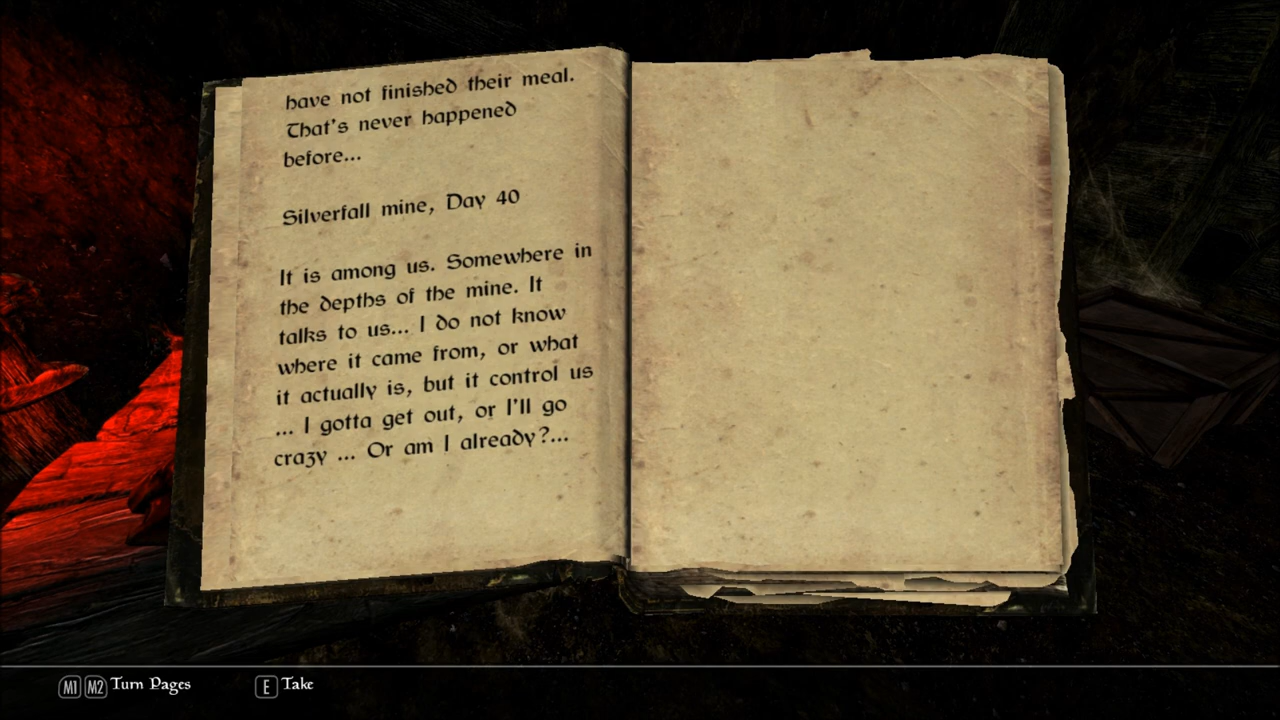 have not finished their meal.
That's never happened
before...
Silverfall mine, Day 40
It is among us. Somewhere in
the depths of the mine. It
talks to us... I do not know
where it came from, or what
it actually is, but it control us
... I gotta get out, or I'll go
crazy ... Or am I already?...
M1 M2 Turn Pages E Take